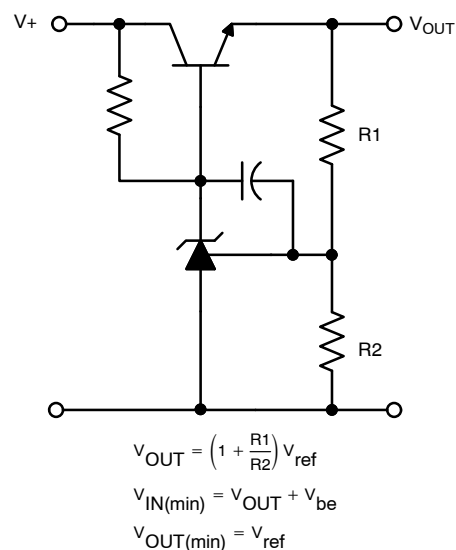 V+
VOUT
R1
R2
VOUT = (1 + R1/R2) Vref
VIN(min) = VOUT + Vbe
VOUT(min) = Vref